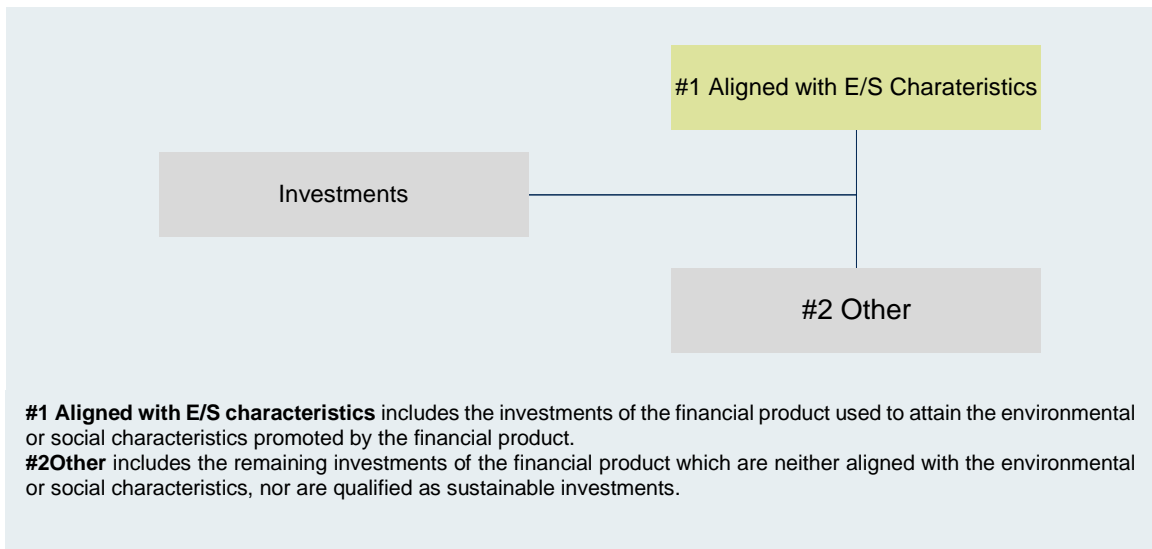 #1 Aligned with E/S Charateristics
Investments
#2 Other
#1 Aligned with E/S characteristics includes the investments of the financial product used to attain the environmental
or social characteristics promoted by the financial product.
#2Other includes the remaining investments of the financial product which are neither aligned with the environmental
or social characteristics, nor are qualified as sustainable investments.